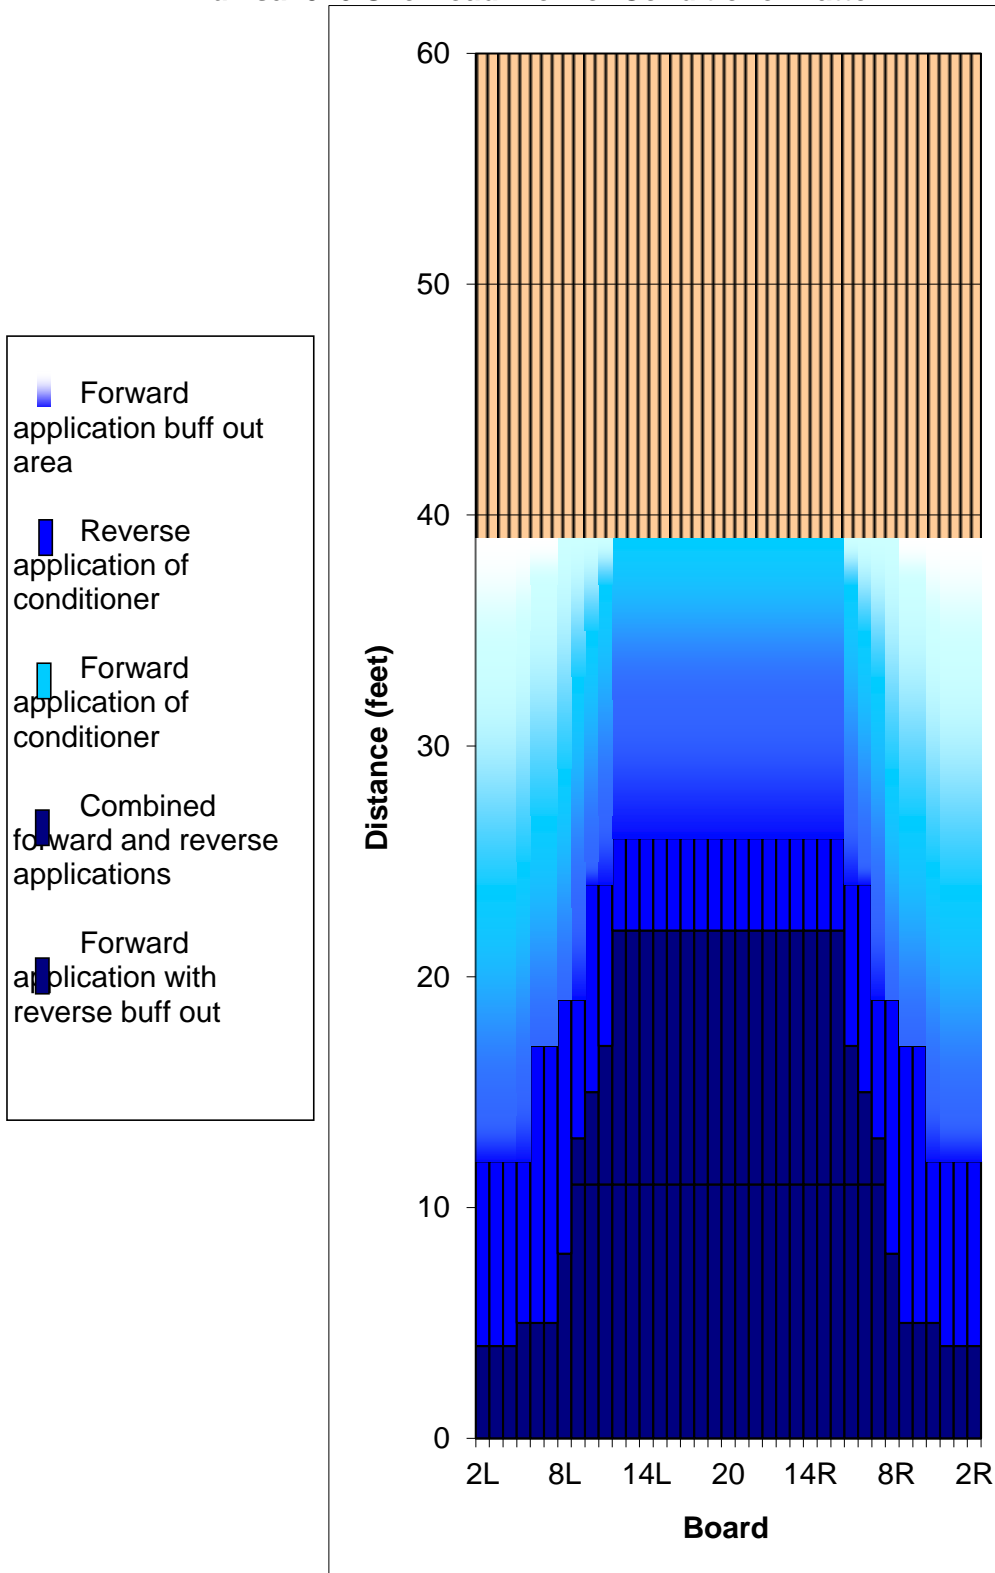 60
50
40
30
20
10
0
Distance (feet)
2L 8L 14L 20 14R 8R 2R
Board
Forward
application buff out
area
Reverse
application of
conditioner
Forward
application of
conditioner
Combined
forward and reverse
applications
Forward
application with
reverse buff out